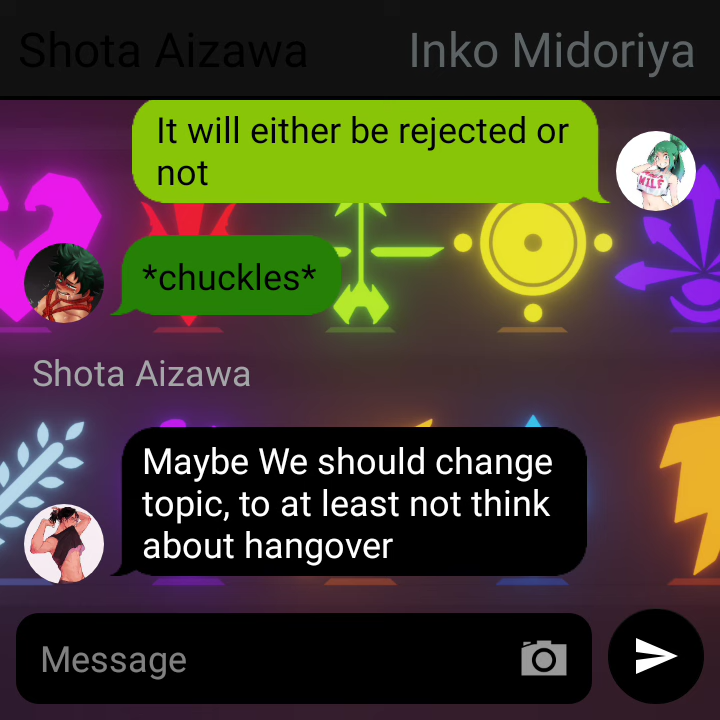 Shota Aizawa
Inko Midoriya
It will either be rejected or
not
MILF
*chuckles*
Shota Aizawa
Maybe We should change
topic, to at least not think
about hangover
Message